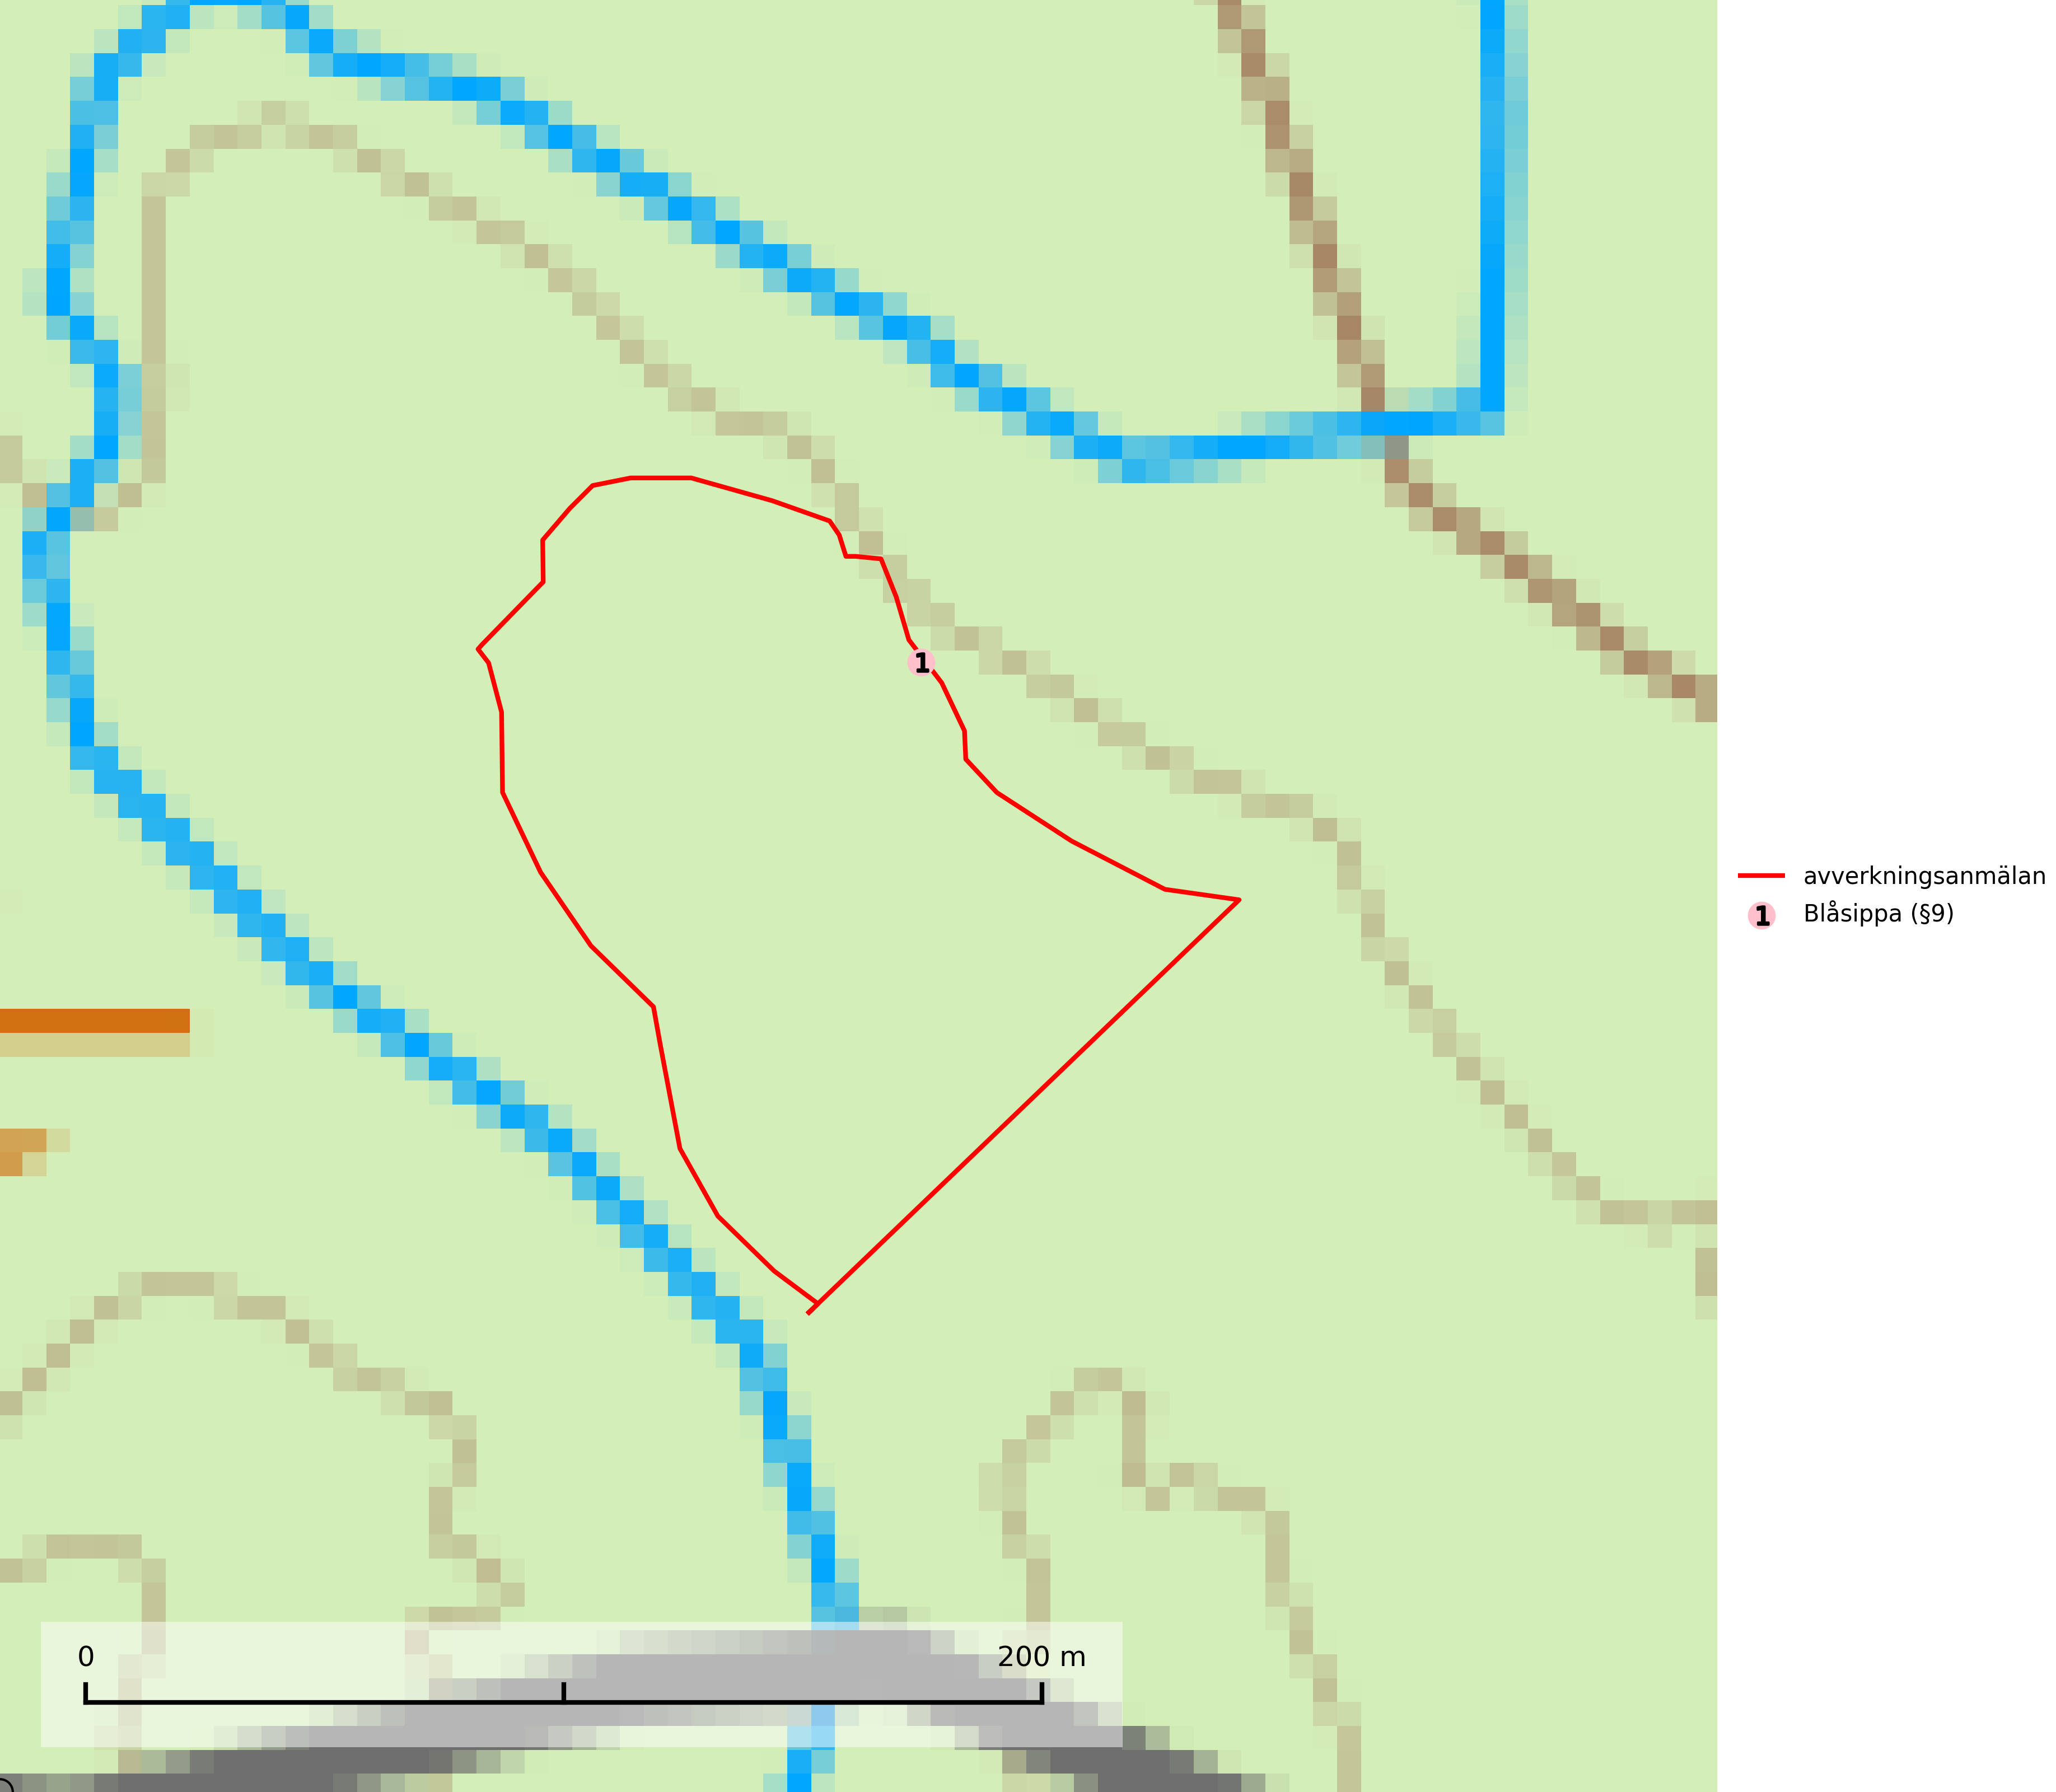 1
avverkningsanmälan
1 Blåsippa (§9)
0 200 m